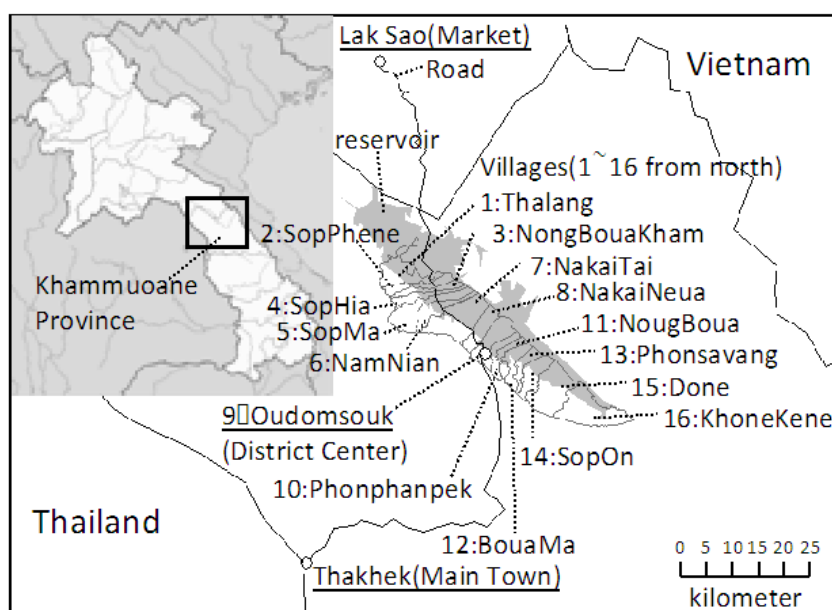 Lak Sao(Market)
Road
Vietnam
reservoir
Villages(1~16 from north)
1:Thalang
2:SopPhene
3:NongBouaKham
7:NakaiTai
Khammuoane
Province
4:SopHia
8:NakaiNeua
5:SopMa
11:NougBoua
6:NamNian
13:Phonsavang
15:Done
9▯Oudomsouk
16:KhoneKene
(District Center)
14:SopOn
10:Phonphanpek
Thailand
12:BouaMa
0 5 10 15 20 25
Thakhek(Main Town)
kilometer